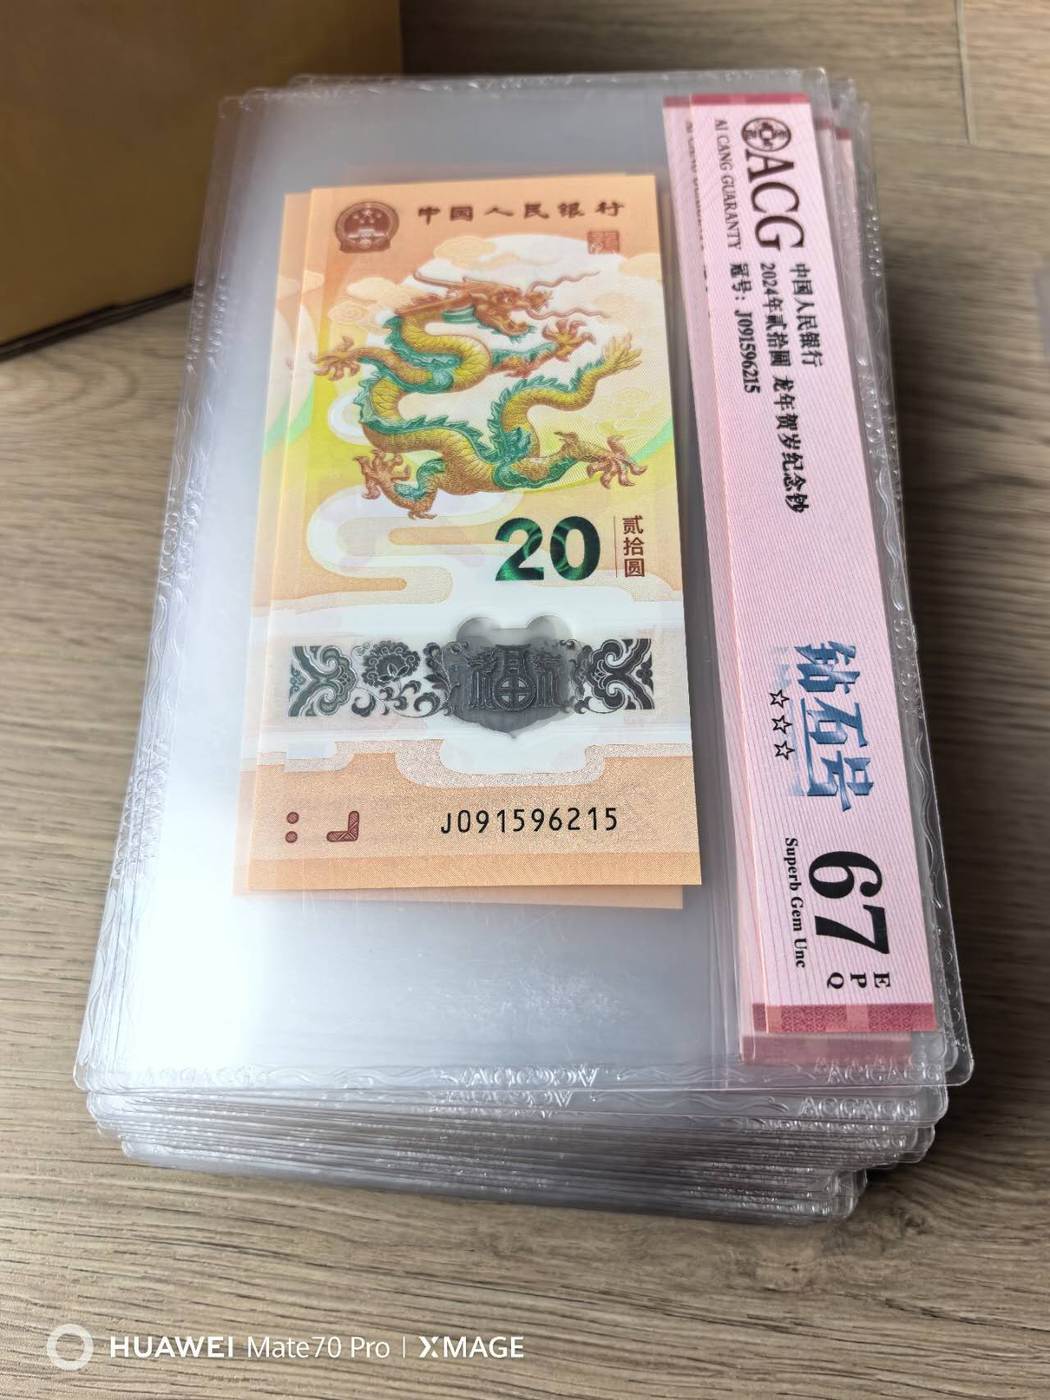 中国人民银行
20
贰拾圆
福
J091596215
ACG
AI CANG GUARANTY
中国人民银行
2024年贰拾圆 龙年贺岁纪念钞
冠号：J091596215
钻石号
☆☆☆
67
EPQ
Superb Gem Unc
HUAWEI Mate70 Pro | XMAGE